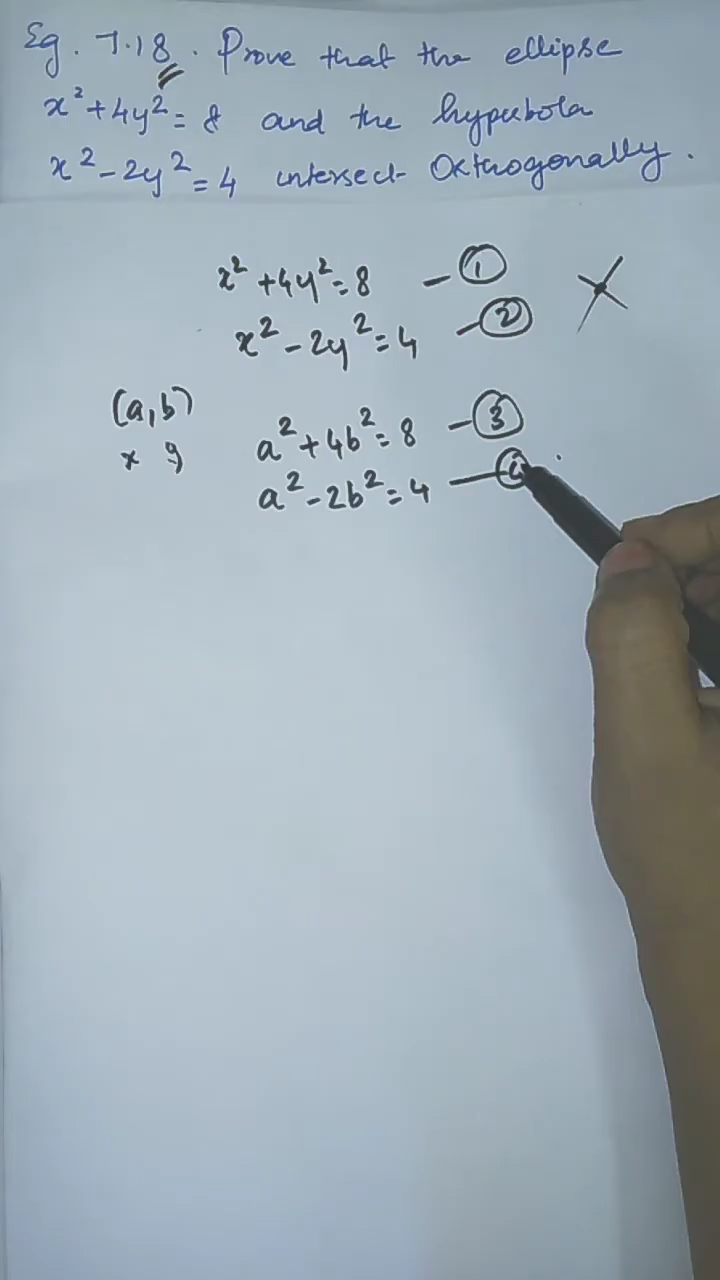 Eg. 7.18. Prove that the ellipse
x² + 4y² = 8 and the hyperbola
x² - 2y² = 4 intersect Orthogonally.
x² + 4y² = 8 - ①
x² - 2y² = 4 - ②
(a, b)
x y
a² + 4b² = 8 - ③
a² - 2b² = 4 - ④